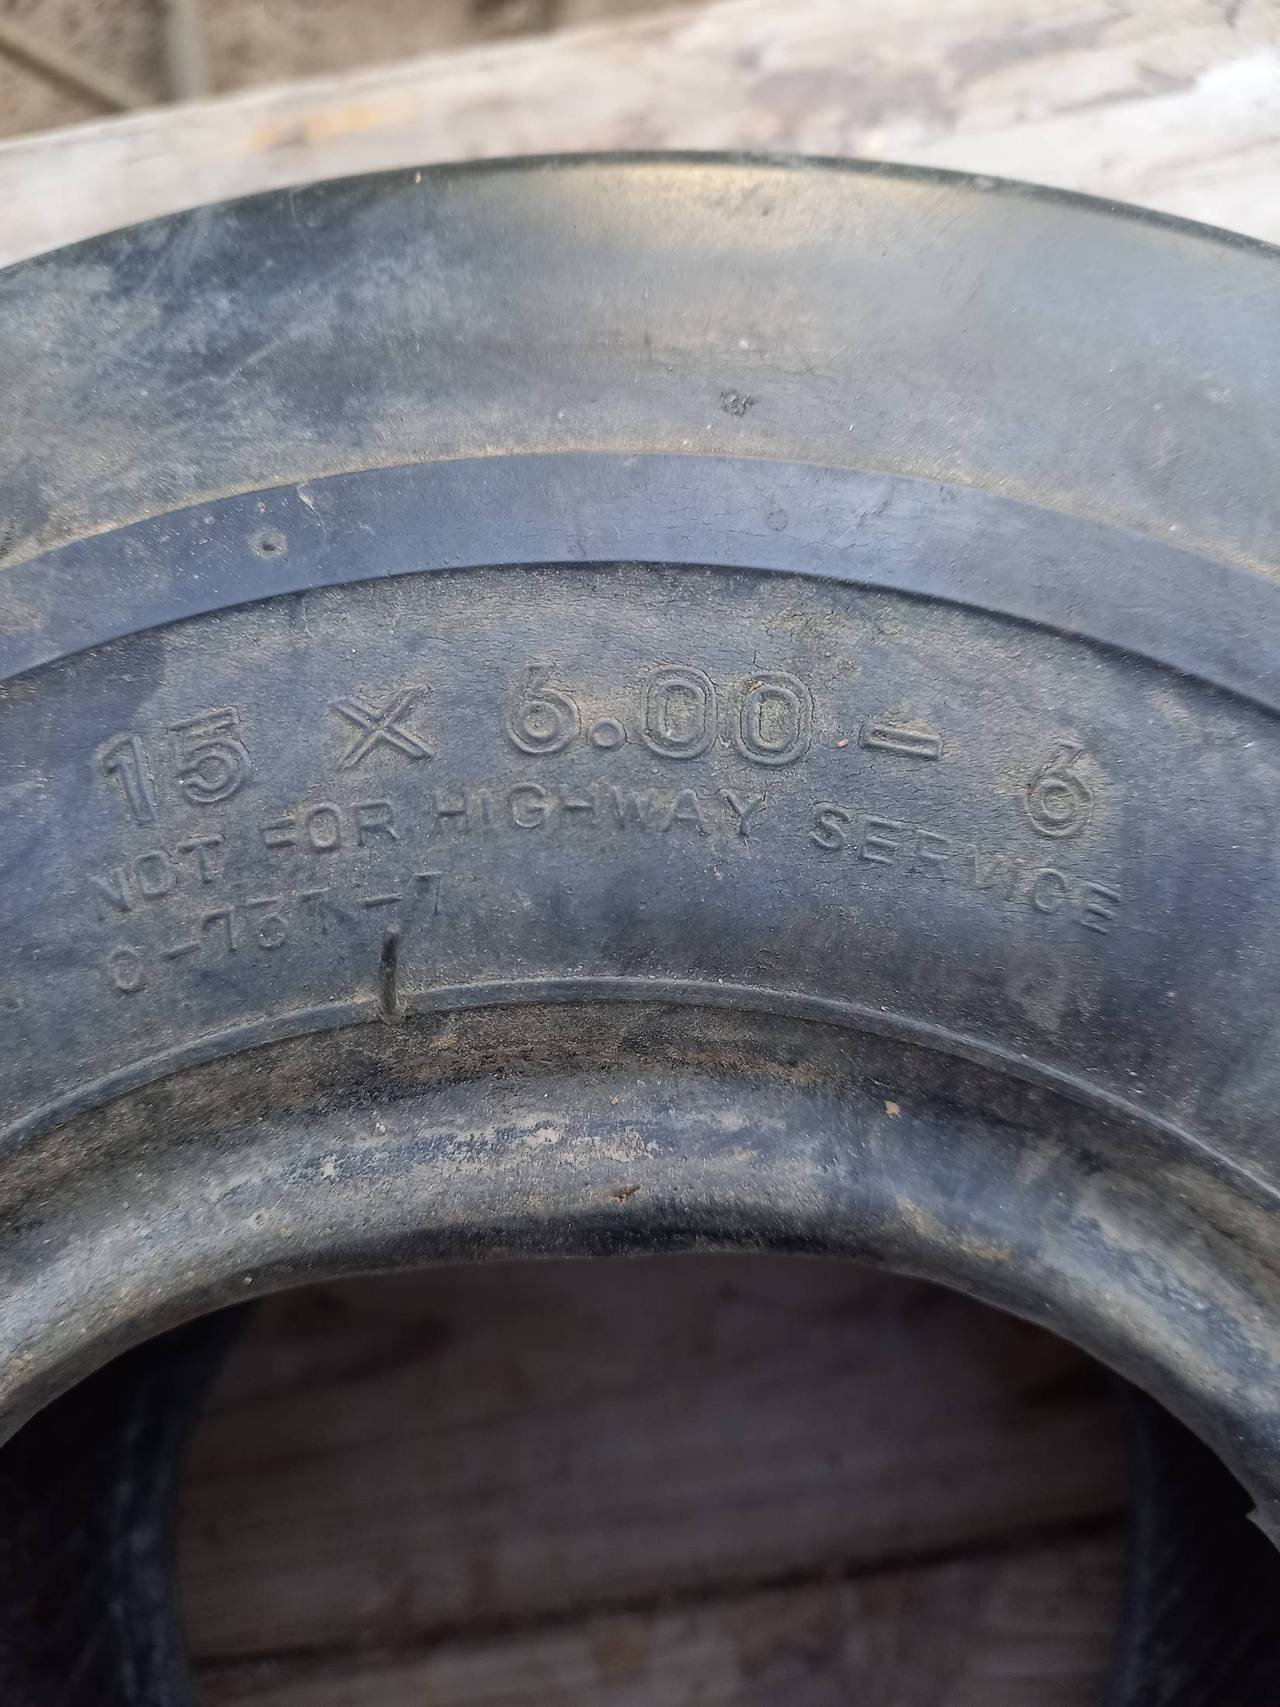 15 × 6.00 - 6
NOT FOR HIGHWAY SERVICE